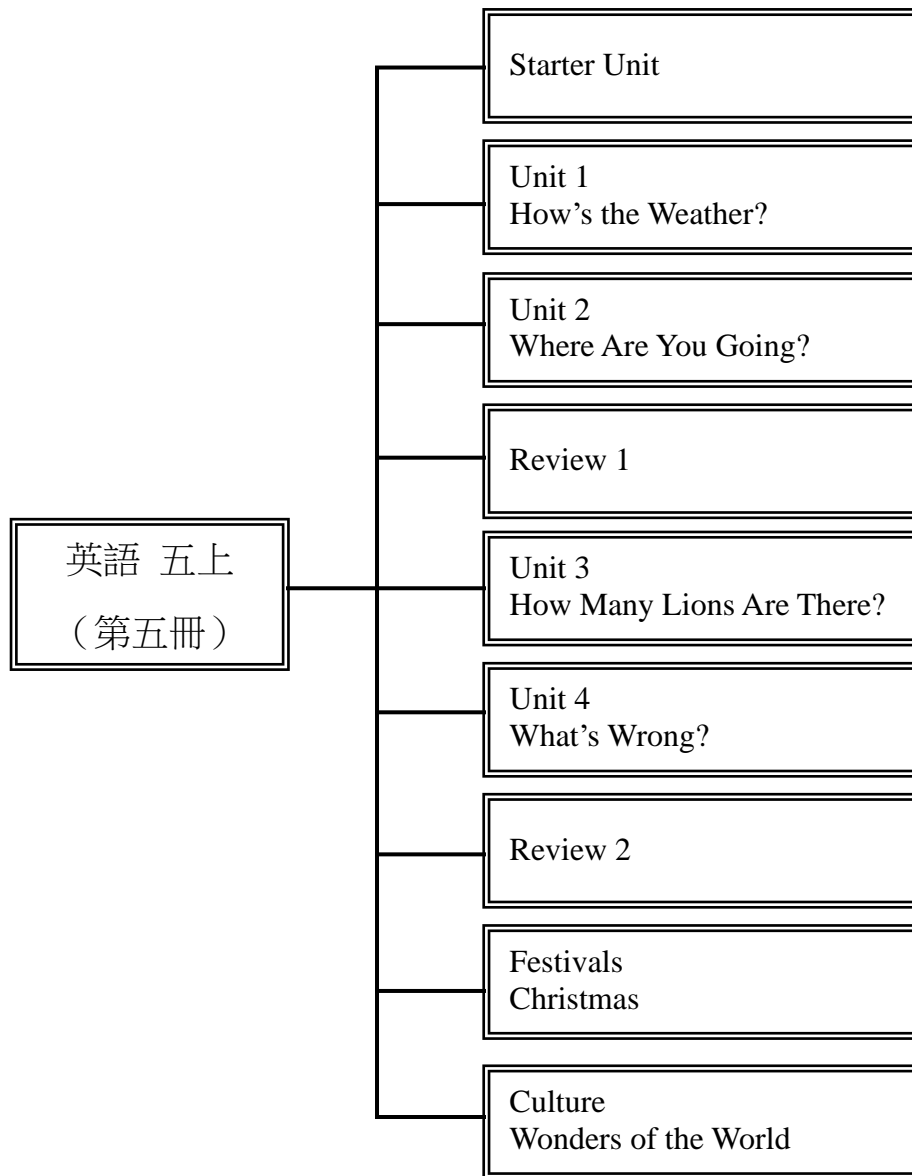 Starter Unit
Unit 1
How’s the Weather?
Unit 2
Where Are You Going?
Review 1
英語 五上
（第五冊）
Unit 3
How Many Lions Are There?
Unit 4
What’s Wrong?
Review 2
Festivals
Christmas
Culture
Wonders of the World